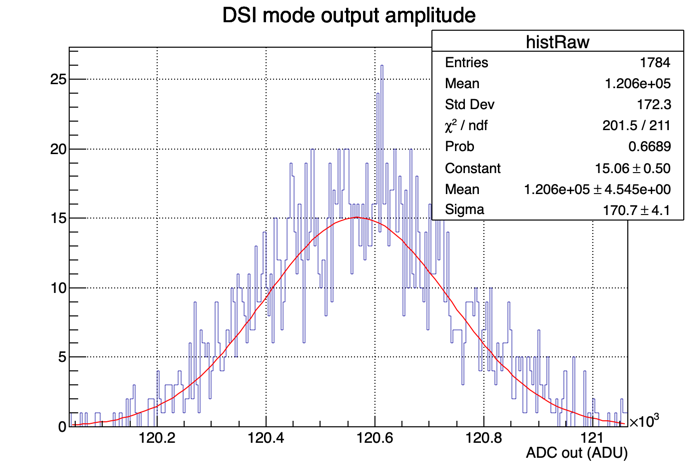 DSI mode output amplitude
histRaw
Entries 1784
Mean 1.206e+05
Std Dev 172.3
χ² / ndf 201.5 / 211
Prob 0.6689
Constant 15.06 ± 0.50
Mean 1.206e+05 ± 4.545e+00
Sigma 170.7 ± 4.1
25
20
15
10
5
0
120.2 120.4 120.6 120.8 121 ×10³
ADC out (ADU)